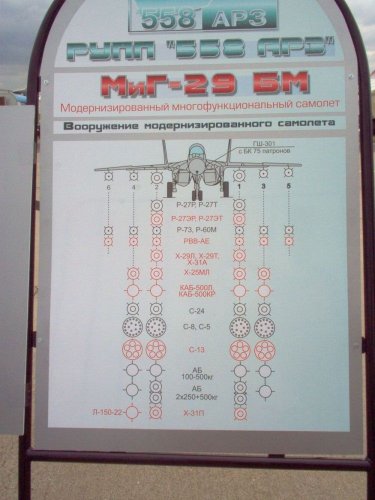 558 АРЗ
РУПП "558 АРЗ"
МиГ-29 БМ
Модернизированный многофункциональный самолет
Вооружение модернизированного самолета
ГШ-301
с БК 75 патронов
6 4 2 1 3 5
Р-27Р, Р-27Т
Р-27ЭР, Р-27ЭТ
Р-73, Р-60М
РВВ-АЕ
Х-29Л, Х-29Т,
Х-31А
Х-25МЛ
КАБ-500Л,
КАБ-500КР
С-24
С-8, С-5
С-13
АБ
100-500кг
АБ
2х250+500кг
Л-150-22 Х-31П